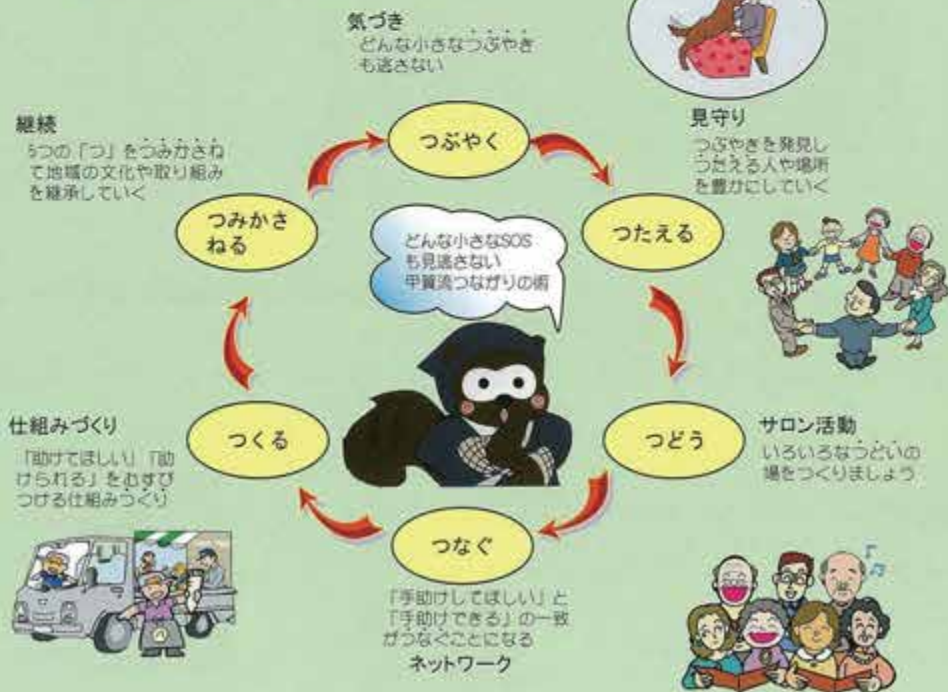 気づき
どんな小さなつぶやき
も逃さない
つぶやく
見守り
つぶやきを発見し
つたえる人や場所
を豊かにしていく
つたえる
サロン活動
いろいろなつどいの
場をつくりましょう
つどう
つなぐ
「手助けしてほしい」と
「手助けできる」の一致
がつなぐことになる
ネットワーク
仕組みづくり
「助けてほしい」「助
けられる」をむすび
つける仕組みつくり
つくる
継続
5つの「つ」をつみかさね
て地域の文化や取り組み
を継承していく
つみかさ
ねる
どんな小さなSOS
も見逃さない
甲賀流つながりの術